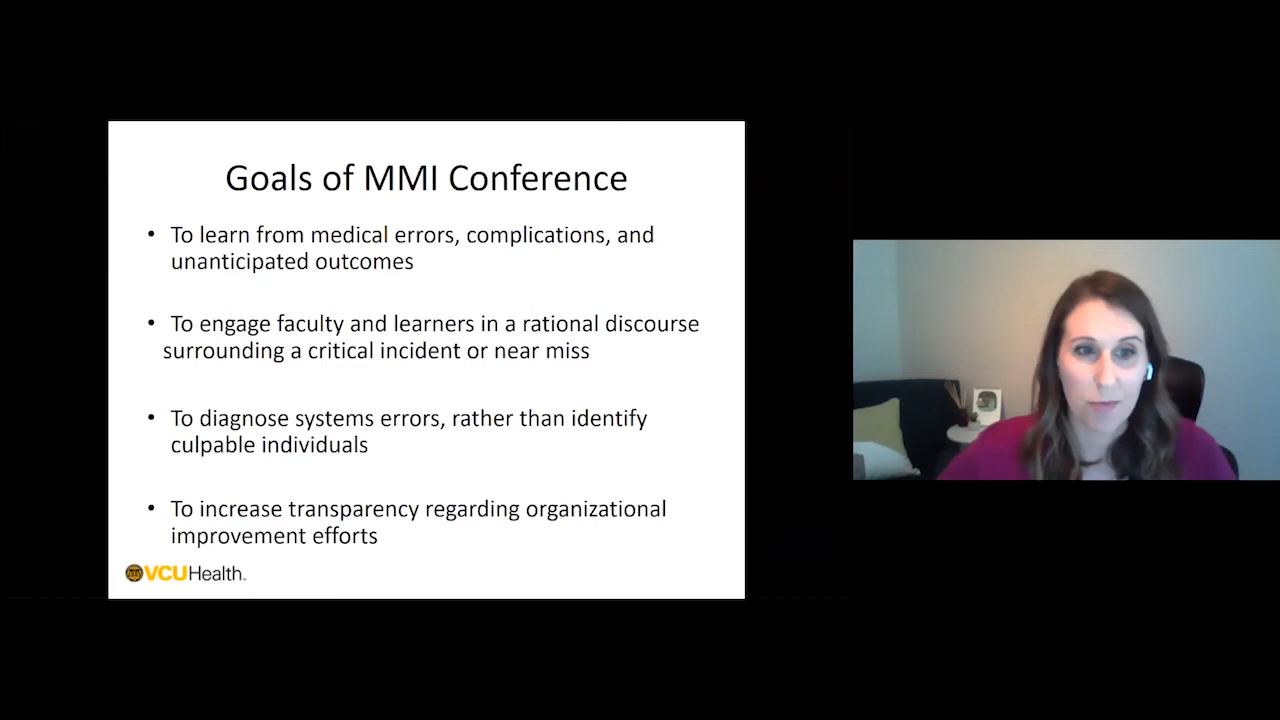 Goals of MMI Conference
• To learn from medical errors, complications, and
unanticipated outcomes
• To engage faculty and learners in a rational discourse
surrounding a critical incident or near miss
• To diagnose systems errors, rather than identify
culpable individuals
• To increase transparency regarding organizational
improvement efforts
VCUHealth™